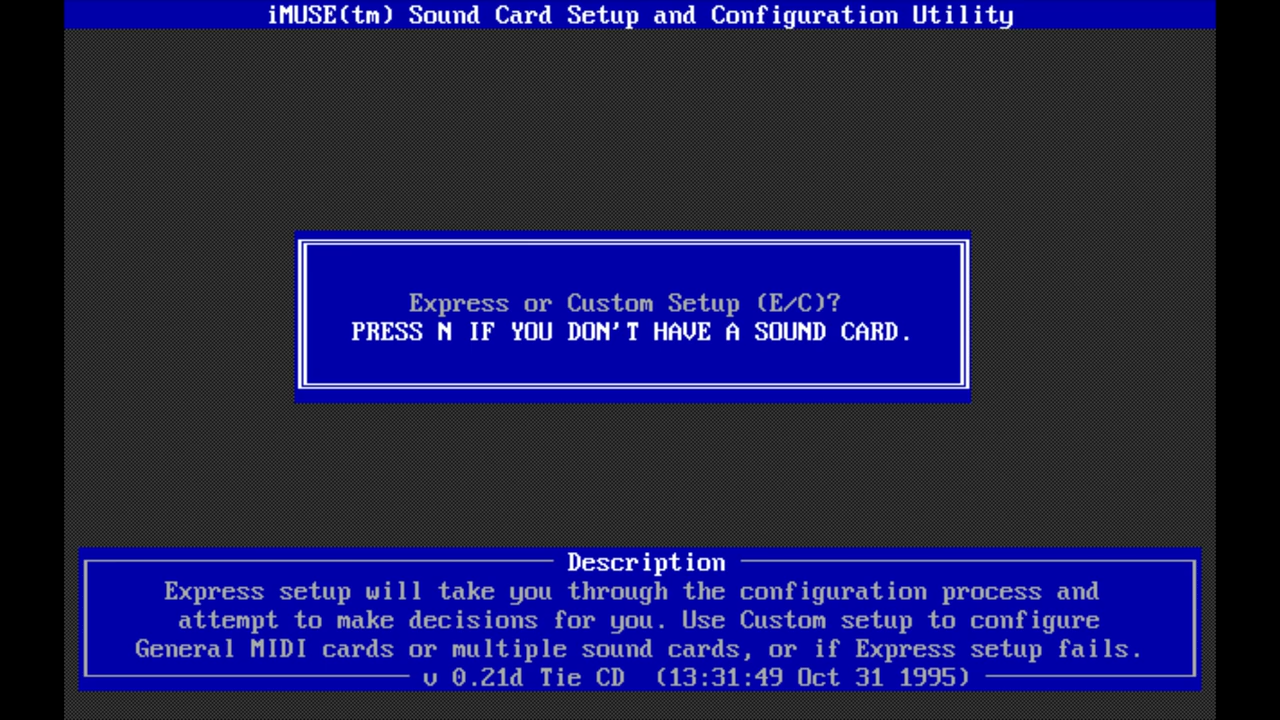 iMUSE(tm) Sound Card Setup and Configuration Utility
Express or Custom Setup (E/C)?
PRESS N IF YOU DON'T HAVE A SOUND CARD.
Description
Express setup will take you through the configuration process and
attempt to make decisions for you. Use Custom setup to configure
General MIDI cards or multiple sound cards, or if Express setup fails.
v 0.21d Tie CD (13:31:49 Oct 31 1995)